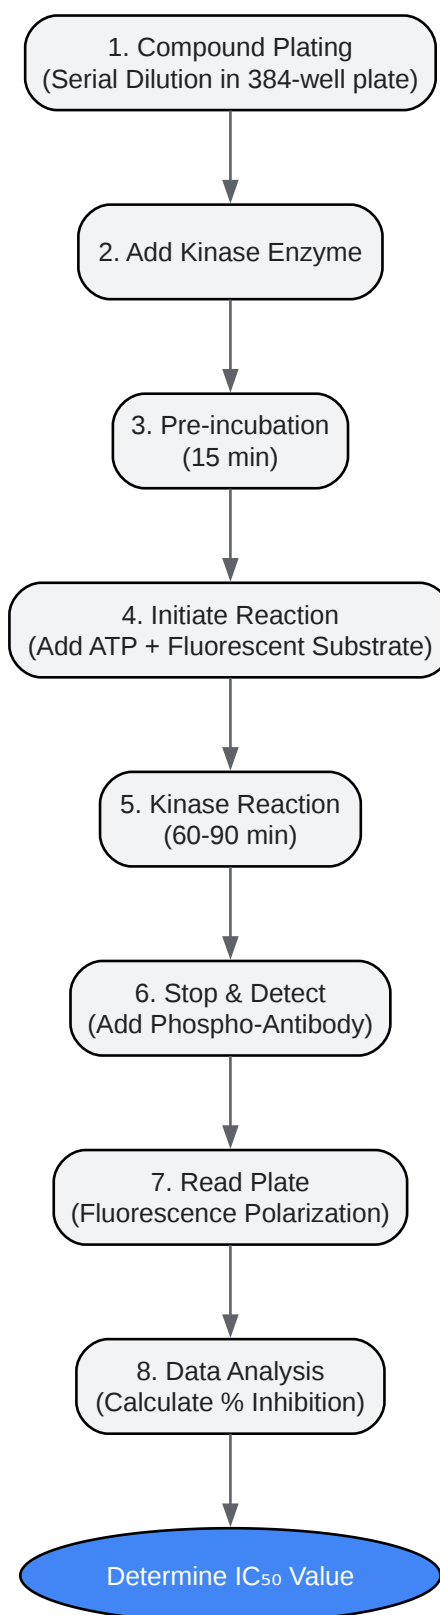 1. Compound Plating
(Serial Dilution in 384-well plate)
2. Add Kinase Enzyme
3. Pre-incubation
(15 min)
4. Initiate Reaction
(Add ATP + Fluorescent Substrate)
5. Kinase Reaction
(60-90 min)
6. Stop & Detect
(Add Phospho-Antibody)
7. Read Plate
(Fluorescence Polarization)
8. Data Analysis
(Calculate % Inhibition)
Determine IC₅₀ Value